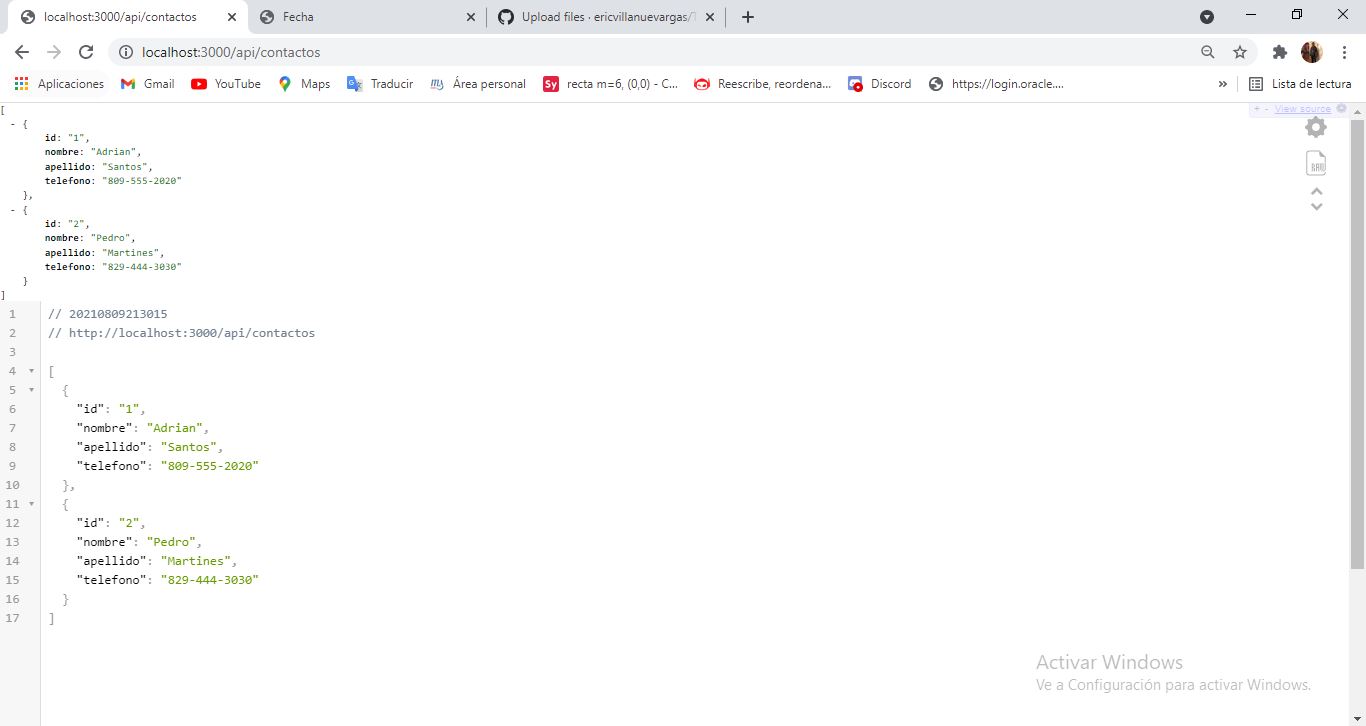 localhost:3000/api/contactos
Fecha
Upload files · ericvillanuevargas/
localhost:3000/api/contactos
Aplicaciones
Gmail
YouTube
Maps
Traducir
Área personal
Sy recta m=6, (0,0) - C...
Reescribe, reordena...
Discord
https://login.oracle....
»
Lista de lectura
+ - View source
[
- {
id: "1",
nombre: "Adrian",
apellido: "Santos",
telefono: "809-555-2020"
},
- {
id: "2",
nombre: "Pedro",
apellido: "Martines",
telefono: "829-444-3030"
}
]
RAW
1 // 20210809213015
2 // http://localhost:3000/api/contactos
3
4 [
5 {
6 "id": "1",
7 "nombre": "Adrian",
8 "apellido": "Santos",
9 "telefono": "809-555-2020"
10 },
11 {
12 "id": "2",
13 "nombre": "Pedro",
14 "apellido": "Martines",
15 "telefono": "829-444-3030"
16 }
17 ]
Activar Windows
Ve a Configuración para activar Windows.